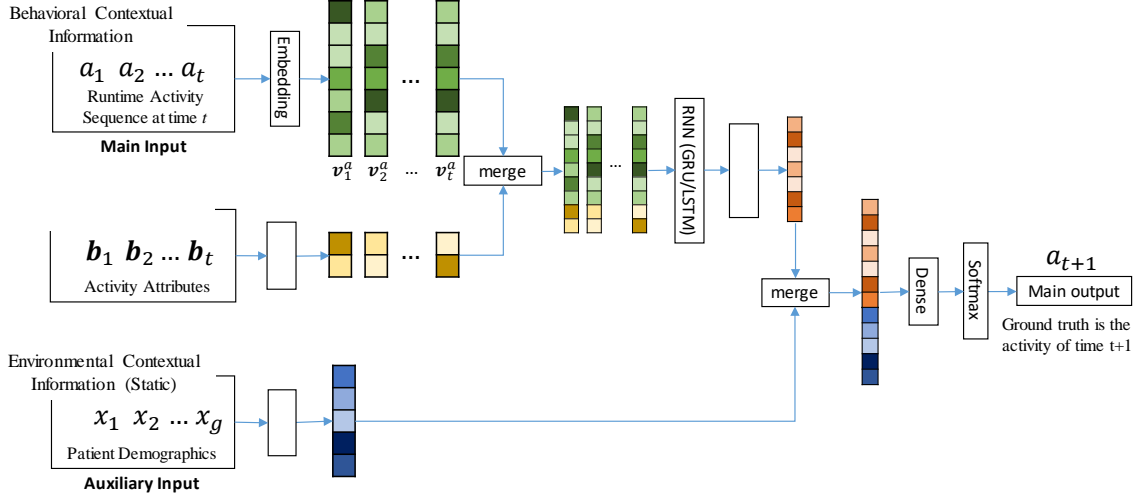 Behavioral Contextual
Information
a₁ a₂ ... aₜ
Runtime Activity
Sequence at time t
Main Input
Embedding
...
v₁ᵃ v₂ᵃ ... vₜᵃ
merge
...
RNN (GRU/LSTM)
b₁ b₂ ... bₜ
Activity Attributes
...
merge
Dense
Softmax
aₜ₊₁
Main output
Ground truth is the
activity of time t+1
Environmental Contextual
Information (Static)
x₁ x₂ ... x_g
Patient Demographics
Auxiliary Input